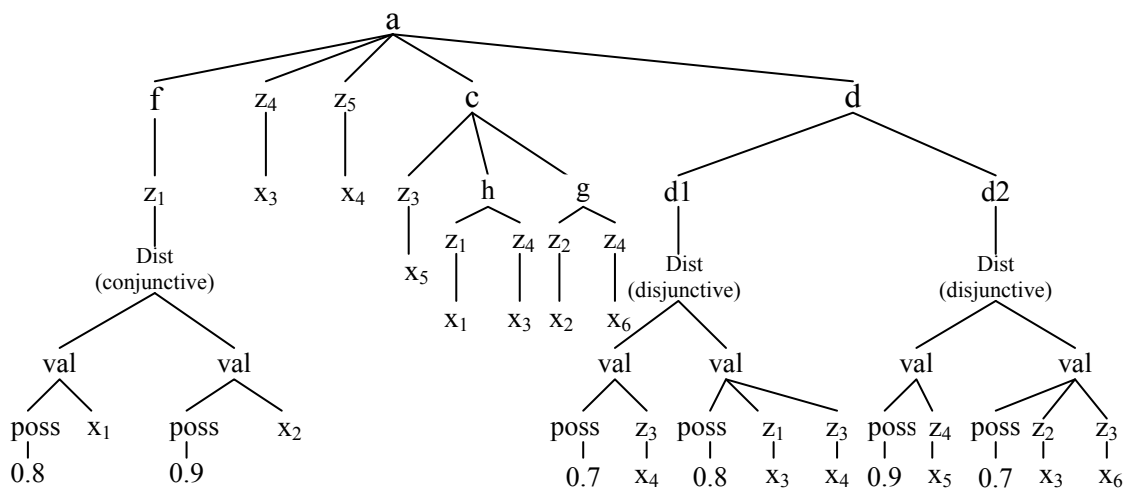 a
f z₄ z₅ c d
z₁ x₃ x₄ z₃ h g d1 d2
z₁ z₄ z₂ z₄
Dist Dist Dist
(conjunctive) (disjunctive) (disjunctive)
x₅
x₁ x₃ x₂ x₆
val val val val val val
poss x₁ poss x₂ poss z₃ poss z₁ z₃ poss z₄ poss z₂ z₃
0.8 0.9 0.7 x₄ 0.8 x₃ x₄ 0.9 x₅ 0.7 x₃ x₆